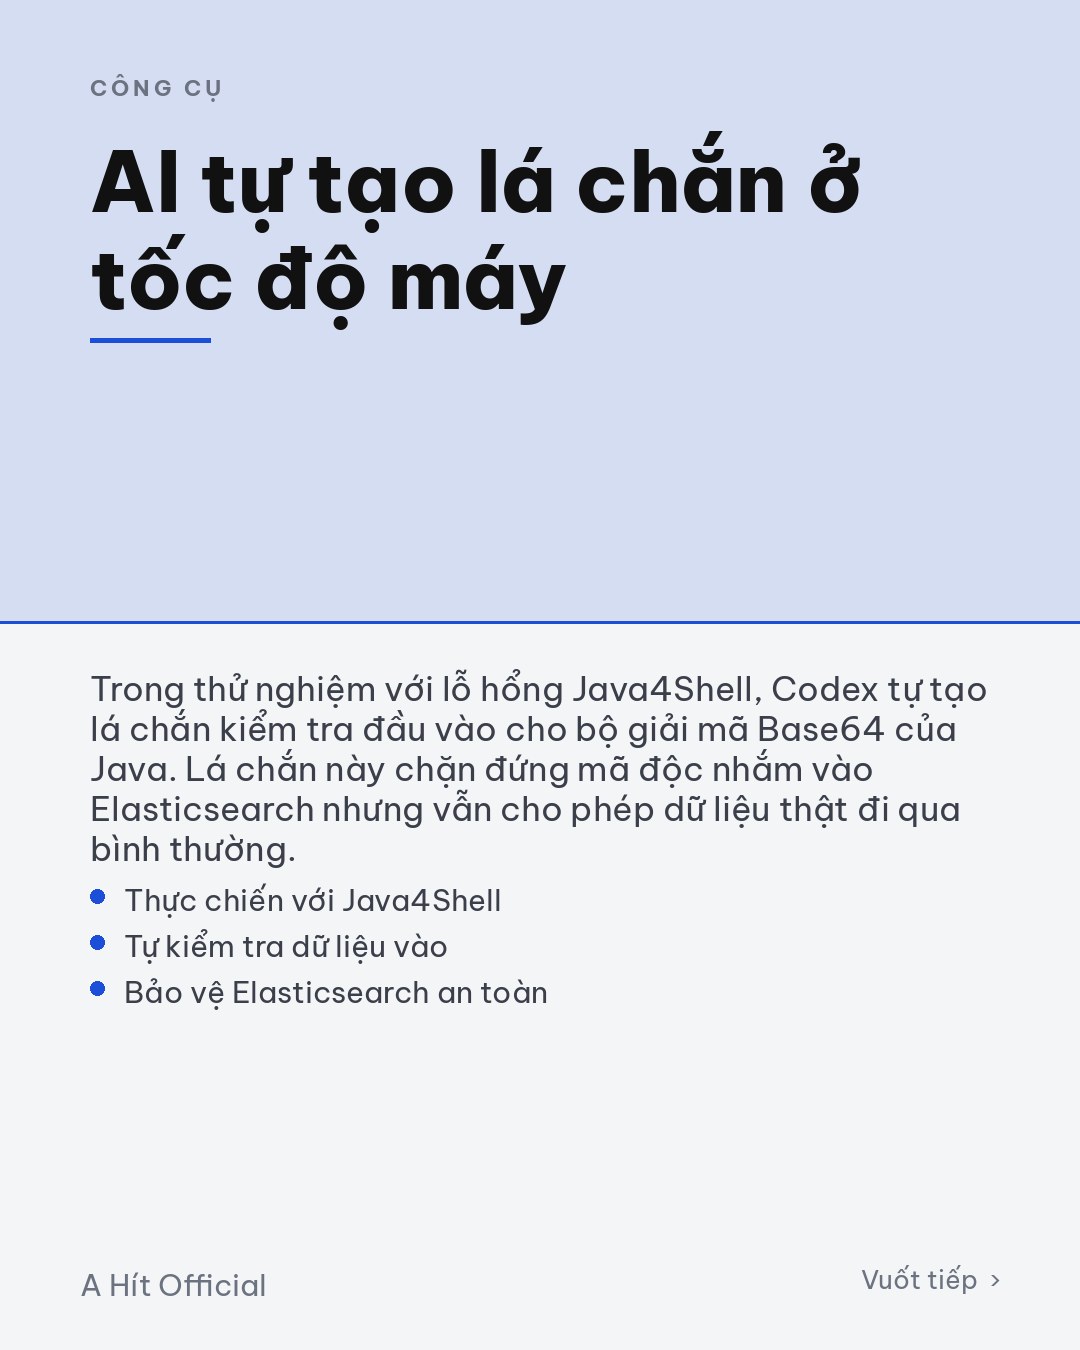 CÔNG CỤ
AI tự tạo lá chắn ở
tốc độ máy
Trong thử nghiệm với lỗ hổng Java4Shell, Codex tự tạo
lá chắn kiểm tra đầu vào cho bộ giải mã Base64 của
Java. Lá chắn này chặn đứng mã độc nhắm vào
Elasticsearch nhưng vẫn cho phép dữ liệu thật đi qua
bình thường.
Thực chiến với Java4Shell
Tự kiểm tra dữ liệu vào
Bảo vệ Elasticsearch an toàn
A Hít Official
Vuốt tiếp ›